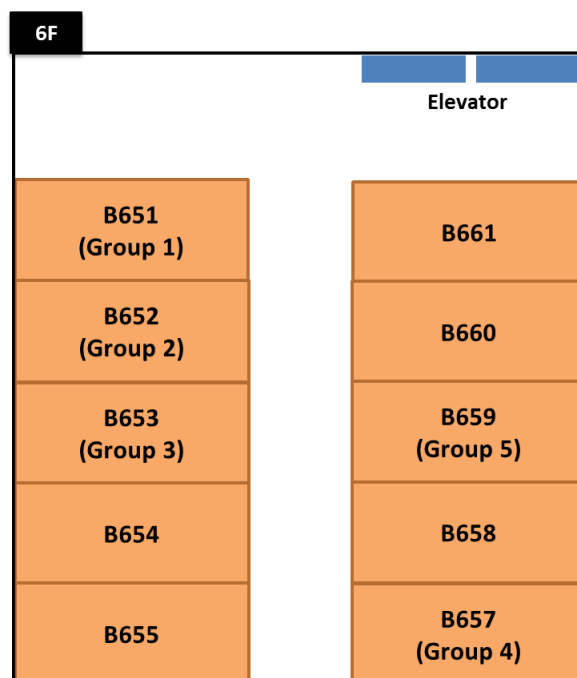 6F
Elevator
B651
(Group 1)
B661
B652
(Group 2)
B660
B653
(Group 3)
B659
(Group 5)
B654
B658
B655
B657
(Group 4)